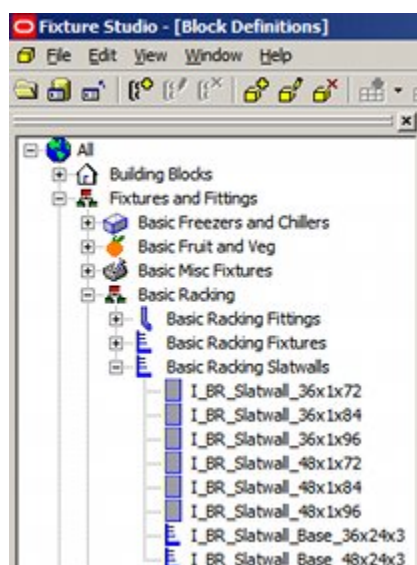 Fixture Studio - [Block Definitions]
File Edit View Window Help
All
Building Blocks
Fixtures and Fittings
Basic Freezers and Chillers
Basic Fruit and Veg
Basic Misc Fixtures
Basic Racking
Basic Racking Fittings
Basic Racking Fixtures
Basic Racking Slatwalls
I_BR_Slatwall_36x1x72
I_BR_Slatwall_36x1x84
I_BR_Slatwall_36x1x96
I_BR_Slatwall_48x1x72
I_BR_Slatwall_48x1x84
I_BR_Slatwall_48x1x96
I_BR_Slatwall_Base_36x24x3
I_BR_Slatwall_Base_48x24x3